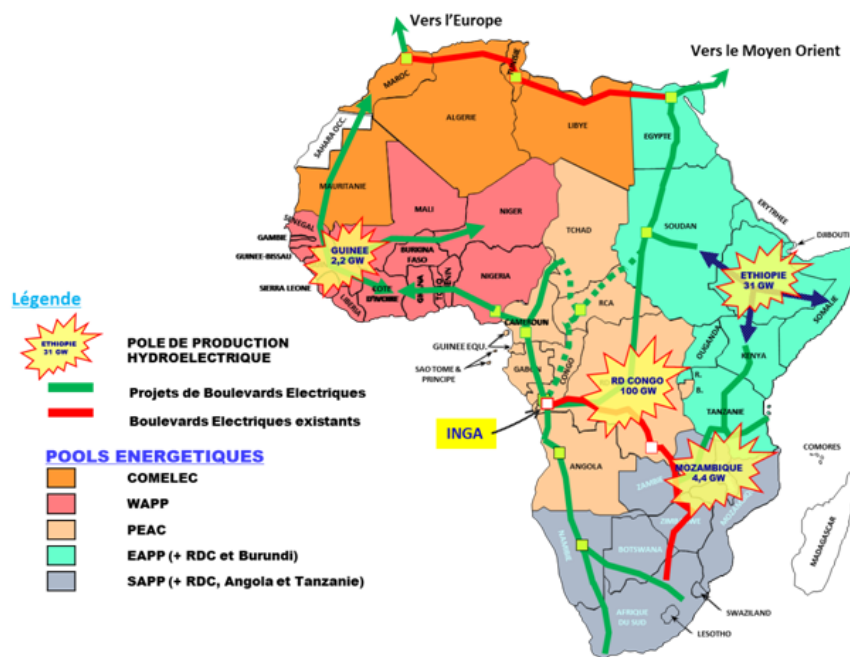 Vers l'Europe
Vers le Moyen Orient
TUNISIE
MAROC
ALGERIE
LIBYE
EGYPTE
SAHARA OCC.
MAURITANIE
MALI
NIGER
TCHAD
SOUDAN
ERYTHREE
DJIBOUTI
SENEGAL
GAMBIE
GUINEE-BISSAU
GUINEE
2,2 GW
BURKINA
FASO
SIERRA LEONE
LIBERIA
COTE
D'IVOIRE
GHANA
TOGO
BENIN
NIGERIA
CAMEROUN
RCA
ETHIOPIE
31 GW
SOMALIE
OUGANDA
KENYA
GUINEE EQU.
SAO TOME &
PRINCIPE
GABON
CONGO
RD CONGO
100 GW
R.
B.
TANZANIE
INGA
ANGOLA
ZAMBIE
MOZAMBIQUE
4,4 GW
COMORES
MOZAMBIQUE
MADAGASCAR
NAMIBIE
BOTSWANA
AFRIQUE
DU SUD
SWAZILAND
LESOTHO
Légende
ETHIOPIE
31 GW
POLE DE PRODUCTION
HYDROELECTRIQUE
Projets de Boulevards Electriques
Boulevards Electriques existants
POOLS ENERGETIQUES
COMELEC
WAPP
PEAC
EAPP (+ RDC et Burundi)
SAPP (+ RDC, Angola et Tanzanie)